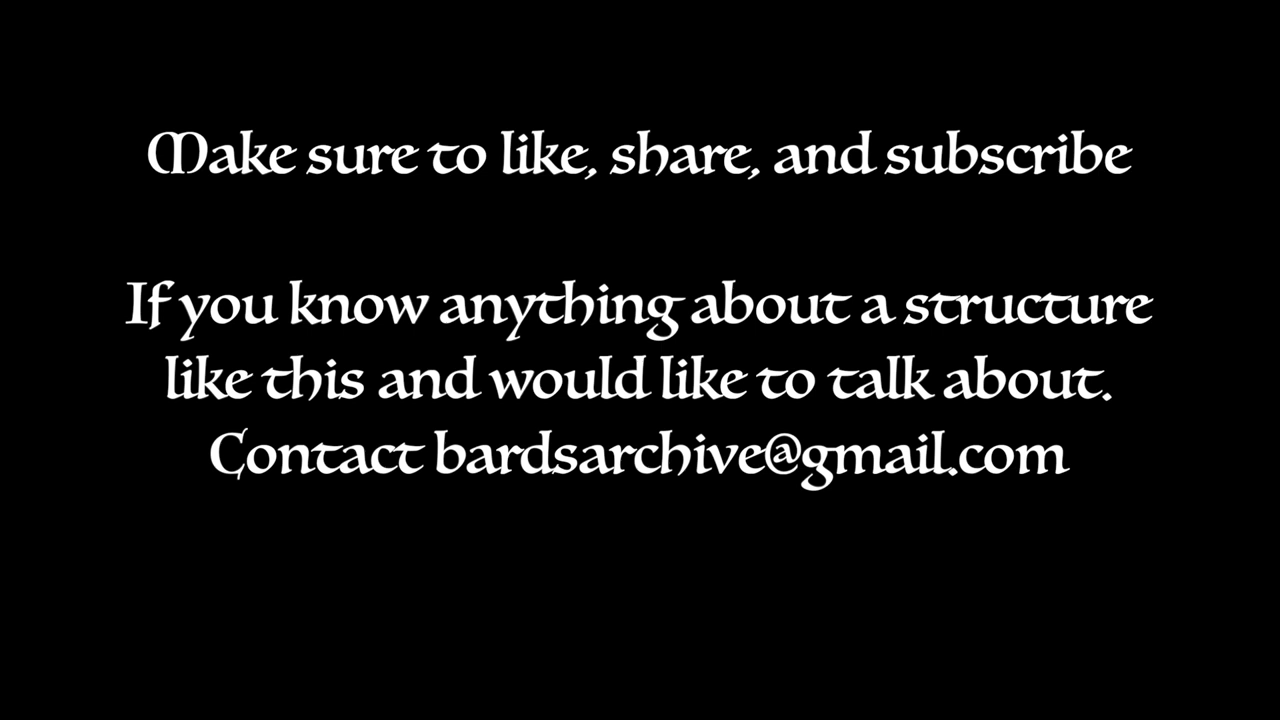 Make sure to like, share, and subscribe
If you know anything about a structure
like this and would like to talk about.
Contact bardsarchive@gmail.com